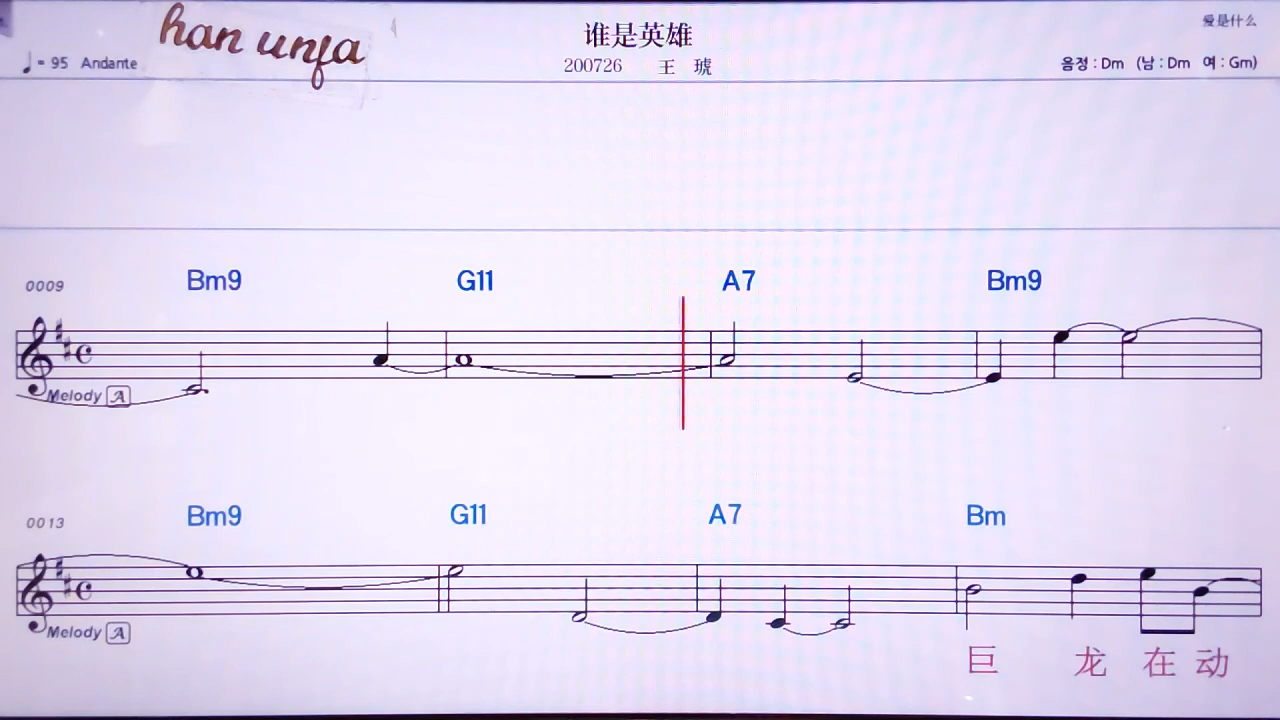 han unfa
谁是英雄
爱是什么
♩= 95 Andante
200726 王 琥
음정 : Dm (남 : Dm 여 : Gm)
0009 Bm9 G11 A7 Bm9
Melody A
0013 Bm9 G11 A7 Bm
Melody A
巨 龙 在 动